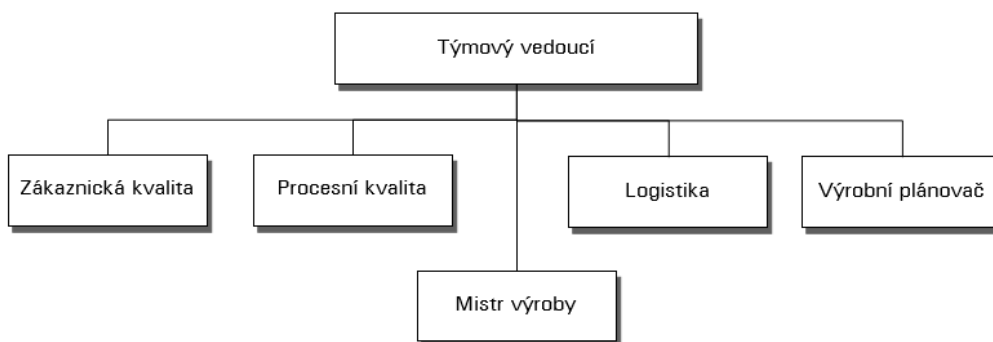 Týmový vedoucí
Zákaznická kvalita
Procesní kvalita
Logistika
Výrobní plánovač
Mistr výroby